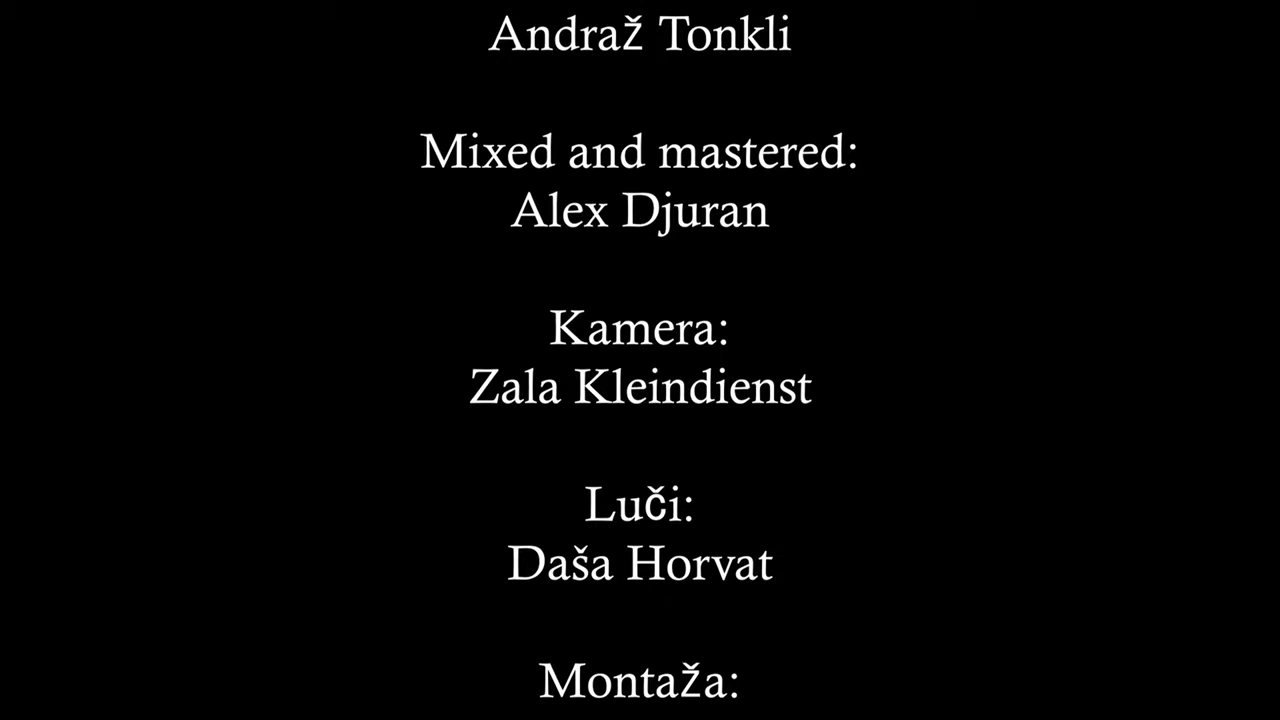 Andraž Tonkli
Mixed and mastered:
Alex Djuran
Kamera:
Zala Kleindienst
Luči:
Daša Horvat
Montaža: